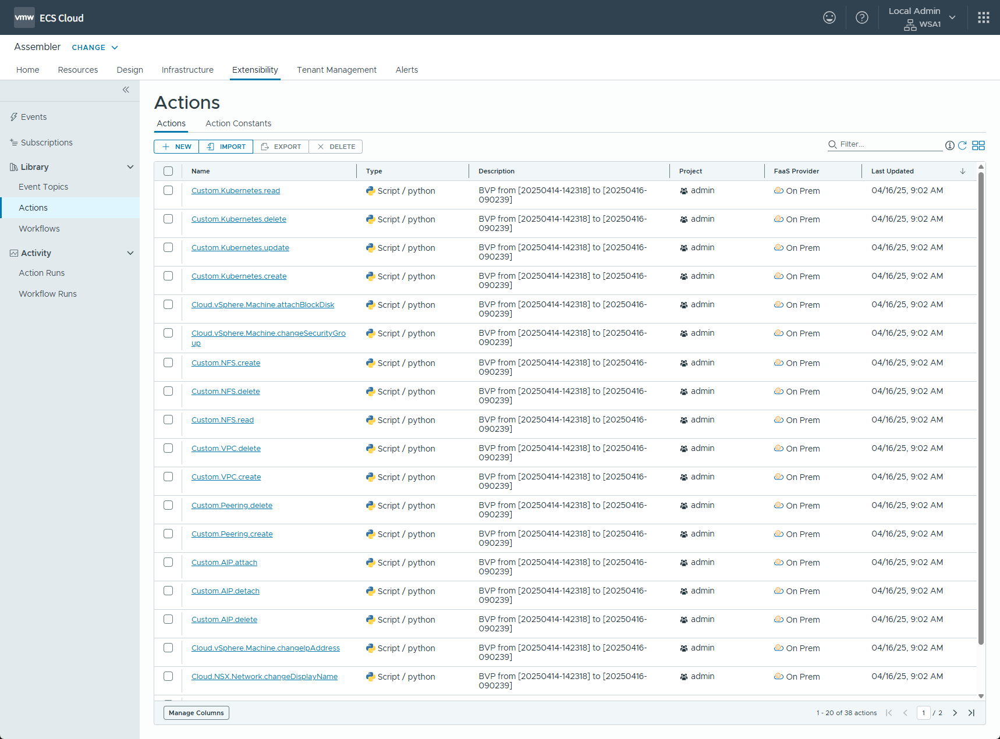 vmw ECS Cloud
Local Admin
WSA1
Assembler CHANGE
Home Resources Design Infrastructure Extensibility Tenant Management Alerts
Events
Subscriptions
Library
Event Topics
Actions
Workflows
Activity
Action Runs
Workflow Runs
Actions
Actions Action Constants
NEW IMPORT EXPORT DELETE Filter...
Name Type Description Project FaaS Provider Last Updated
Custom.Kubernetes.read Script / python BVP from [20250414-142318] to [20250416- admin On Prem 04/16/25, 9:02 AM
090239]
Custom.Kubernetes.delete Script / python BVP from [20250414-142318] to [20250416- admin On Prem 04/16/25, 9:02 AM
090239]
Custom.Kubernetes.update Script / python BVP from [20250414-142318] to [20250416- admin On Prem 04/16/25, 9:02 AM
090239]
Custom.Kubernetes.create Script / python BVP from [20250414-142318] to [20250416- admin On Prem 04/16/25, 9:02 AM
090239]
Cloud.vSphere.Machine.attachBlockDisk Script / python BVP from [20250414-142318] to [20250416- admin On Prem 04/16/25, 9:02 AM
090239]
Cloud.vSphere.Machine.changeSecurityGro Script / python BVP from [20250414-142318] to [20250416- admin On Prem 04/16/25, 9:02 AM
up 090239]
Custom.NFS.create Script / python BVP from [20250414-142318] to [20250416- admin On Prem 04/16/25, 9:02 AM
090239]
Custom.NFS.delete Script / python BVP from [20250414-142318] to [20250416- admin On Prem 04/16/25, 9:02 AM
090239]
Custom.NFS.read Script / python BVP from [20250414-142318] to [20250416- admin On Prem 04/16/25, 9:02 AM
090239]
Custom.VPC.delete Script / python BVP from [20250414-142318] to [20250416- admin On Prem 04/16/25, 9:02 AM
090239]
Custom.VPC.create Script / python BVP from [20250414-142318] to [20250416- admin On Prem 04/16/25, 9:02 AM
090239]
Custom.Peering.delete Script / python BVP from [20250414-142318] to [20250416- admin On Prem 04/16/25, 9:02 AM
090239]
Custom.Peering.create Script / python BVP from [20250414-142318] to [20250416- admin On Prem 04/16/25, 9:02 AM
090239]
Custom.AIP.attach Script / python BVP from [20250414-142318] to [20250416- admin On Prem 04/16/25, 9:02 AM
090239]
Custom.AIP.detach Script / python BVP from [20250414-142318] to [20250416- admin On Prem 04/16/25, 9:02 AM
090239]
Custom.AIP.delete Script / python BVP from [20250414-142318] to [20250416- admin On Prem 04/16/25, 9:02 AM
090239]
Cloud.vSphere.Machine.changeIpAddress Script / python BVP from [20250414-142318] to [20250416- admin On Prem 04/16/25, 9:02 AM
090239]
Cloud.NSX.Network.changeDisplayName Script / python BVP from [20250414-142318] to [20250416- admin On Prem 04/16/25, 9:02 AM
090239]
Manage Columns 1 - 20 of 38 actions 1 / 2